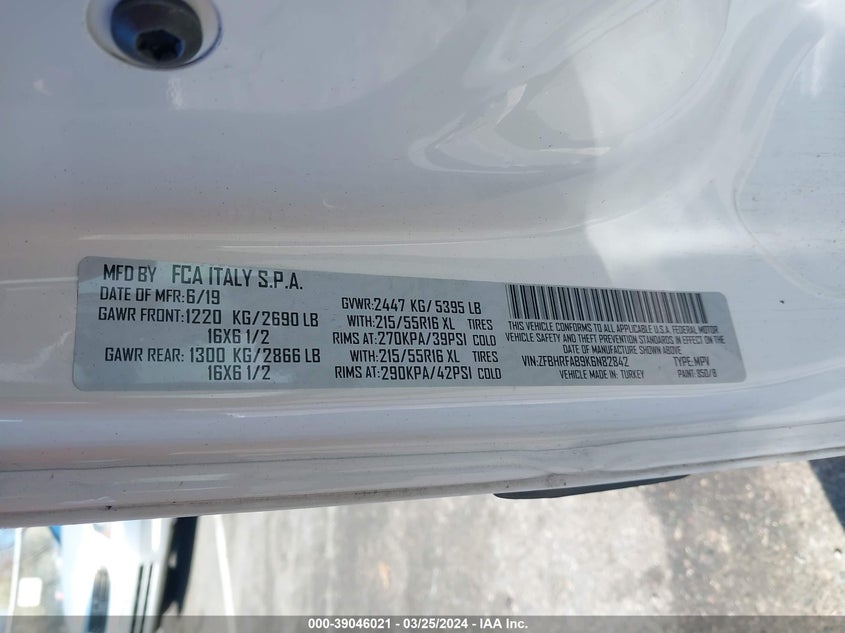 MFD BY FCA ITALY S.P.A.
DATE OF MFR:6/19
GAWR FRONT:1220 KG/2690 LB
16X6 1/2
GAWR REAR:1300 KG/2866 LB
16X6 1/2
GVWR:2447 KG/ 5395 LB
WITH:215/55R16 XL TIRES
RIMS AT:270KPA/39PSI COLD
WITH:215/55R16 XL TIRES
RIMS AT:290KPA/42PSI COLD
THIS VEHICLE CONFORMS TO ALL APPLICABLE U.S.A. FEDERAL MOTOR
VEHICLE SAFETY AND THEFT PREVENTION STANDARDS IN EFFECT ON THE
DATE OF MANUFACTURE SHOWN ABOVE.
VIN:ZFBHRFAB9K6N82842 TYPE:MPV
VEHICLE MADE IN: TURKEY PAINT: 950/B
000-39046021 - 03/25/2024 - IAA Inc.